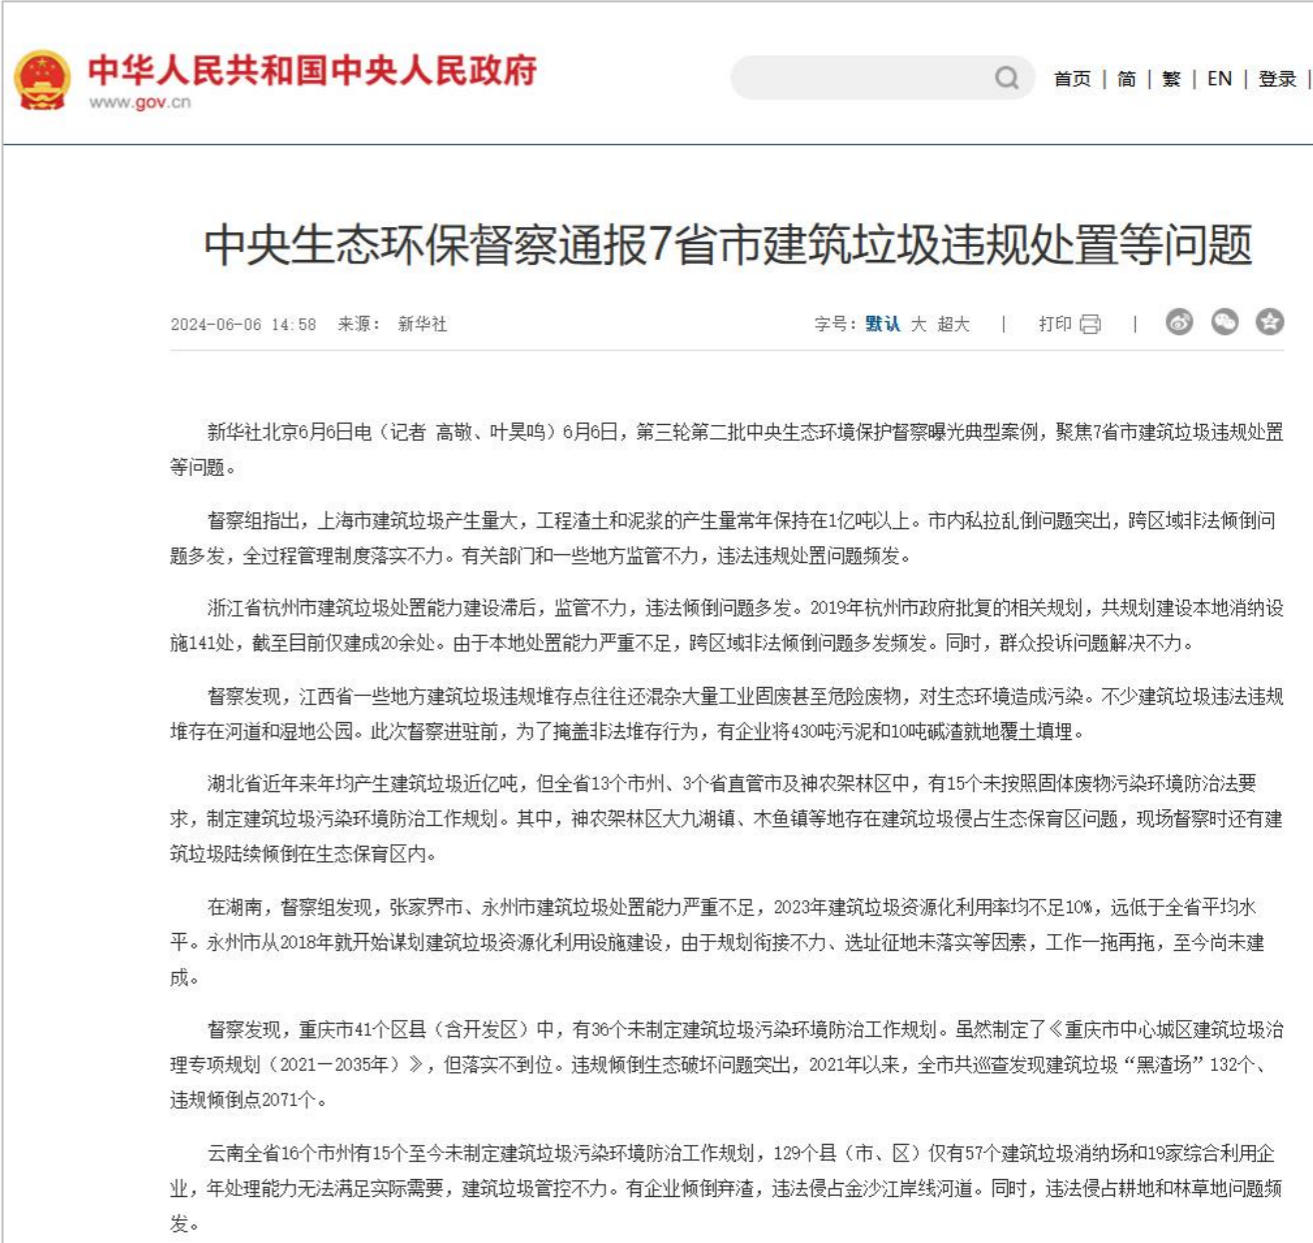 中华人民共和国中央人民政府
www.gov.cn
首页 | 简 | 繁 | EN | 登录 |
中央生态环保督察通报7省市建筑垃圾违规处置等问题
2024-06-06 14:58 来源： 新华社
字号：默认 大 超大 | 打印 |
新华社北京6月6日电（记者 高敬、叶昊鸣）6月6日，第三轮第二批中央生态环境保护督察曝光典型案例，聚焦7省市建筑垃圾违规处置
等问题。
督察组指出，上海市建筑垃圾产生量大，工程渣土和泥浆的产生量常年保持在1亿吨以上。市内私拉乱倒问题突出，跨区域非法倾倒问
题多发，全过程管理制度落实不力。有关部门和一些地方监管不力，违法违规处置问题频发。
浙江省杭州市建筑垃圾处置能力建设滞后，监管不力，违法倾倒问题多发。2019年杭州市政府批复的相关规划，共规划建设本地消纳设
施141处，截至目前仅建成20余处。由于本地处置能力严重不足，跨区域非法倾倒问题多发频发。同时，群众投诉问题解决不力。
督察发现，江西省一些地方建筑垃圾违规堆存点往往还混杂大量工业固废甚至危险废物，对生态环境造成污染。不少建筑垃圾违法违规
堆存在河道和湿地公园。此次督察进驻前，为了掩盖非法堆存行为，有企业将430吨污泥和10吨碱渣就地覆土填埋。
湖北省近年来年均产生建筑垃圾近亿吨，但全省13个市州、3个省直管市及神农架林区中，有15个未按照固体废物污染环境防治法要
求，制定建筑垃圾污染环境防治工作规划。其中，神农架林区大九湖镇、木鱼镇等地存在建筑垃圾侵占生态保育区问题，现场督察时还有建
筑垃圾陆续倾倒在生态保育区内。
在湖南，督察组发现，张家界市、永州市建筑垃圾处置能力严重不足，2023年建筑垃圾资源化利用率均不足10%，远低于全省平均水
平。永州市从2018年就开始谋划建筑垃圾资源化利用设施建设，由于规划衔接不力、选址征地未落实等因素，工作一拖再拖，至今尚未建
成。
督察发现，重庆市41个区县（含开发区）中，有36个未制定建筑垃圾污染环境防治工作规划。虽然制定了《重庆市中心城区建筑垃圾治
理专项规划（2021—2035年）》，但落实不到位。违规倾倒生态破坏问题突出，2021年以来，全市共巡查发现建筑垃圾“黑渣场”132个、
违规倾倒点2071个。
云南全省16个市州有15个至今未制定建筑垃圾污染环境防治工作规划，129个县（市、区）仅有57个建筑垃圾消纳场和19家综合利用企
业，年处理能力无法满足实际需要，建筑垃圾管控不力。有企业倾倒弃渣，违法侵占金沙江岸线河道。同时，违法侵占耕地和林草地问题频
发。